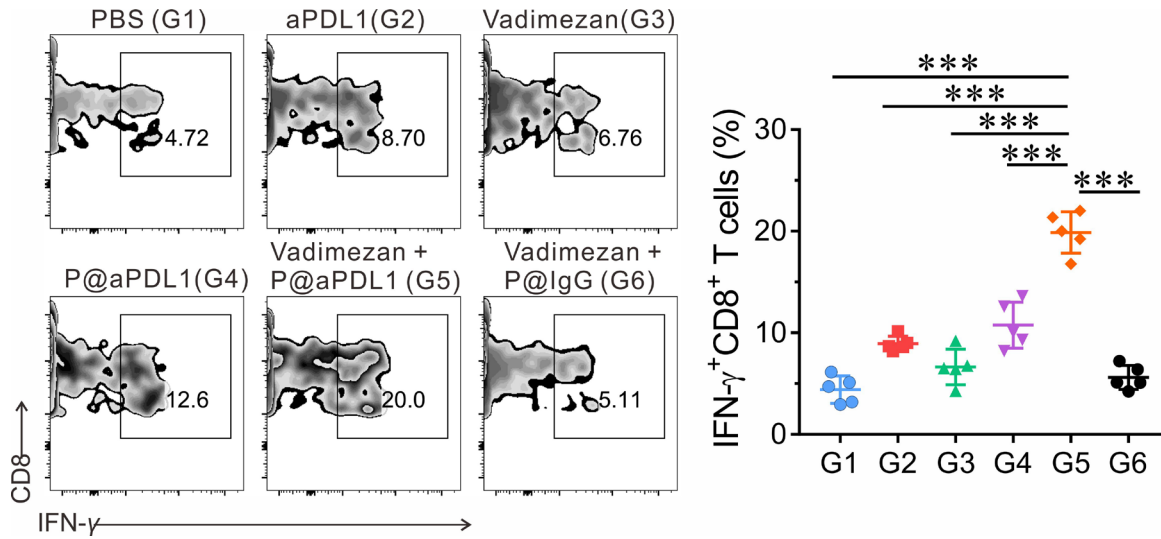 PBS (G1)
aPDL1(G2)
Vadimezan(G3)
4.72
8.70
6.76
P@aPDL1(G4)
Vadimezan +
P@aPDL1 (G5)
Vadimezan +
P@IgG (G6)
12.6
20.0
5.11
CD8
IFN-γ
***
***
***
***
***
IFN-γ⁺CD8⁺ T cells (%)
30
20
10
0
G1 G2 G3 G4 G5 G6